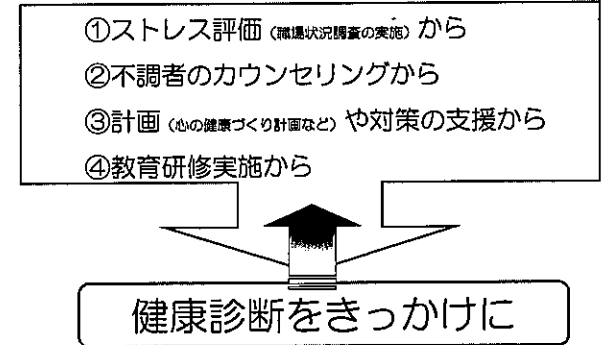 ①ストレス評価（職場状況調査の実施）から
②不調者のカウンセリングから
③計画（心の健康づくり計画など）や対策の支援から
④教育研修実施から
健康診断をきっかけに